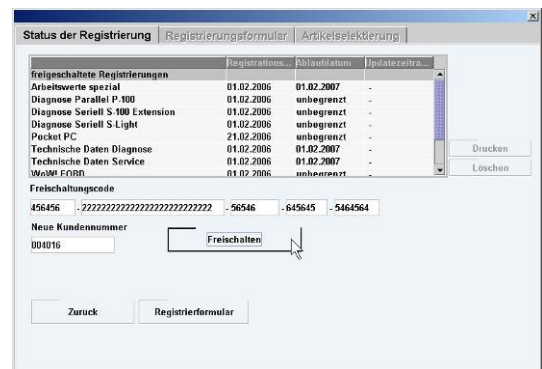 Status der Registrierung Registrierungsformular Artikelselektierung
Registrations... Ablaufdatum Updatezeitra...
freigeschaltete Registrierungen
Arbeitswerte spezial 01.02.2006 01.02.2007 -
Diagnose Parallel P-100 01.02.2006 unbegrenzt -
Diagnose Seriell S-100 Extension 01.02.2006 unbegrenzt -
Diagnose Seriell S-Light 01.02.2006 unbegrenzt -
Pocket PC 21.02.2006 unbegrenzt -
Technische Daten Diagnose 01.02.2006 01.02.2007 -
Technische Daten Service 01.02.2006 01.02.2007 -
WoW! EOBD 01.02.2006 unbegrenzt -
Drucken
Löschen
Freischaltungscode
456456 - 2222222222222222222222222 - 56546 - 645645 - 5464564
Neue Kundennummer
004016 Freischalten
Zuruck Registrierformular